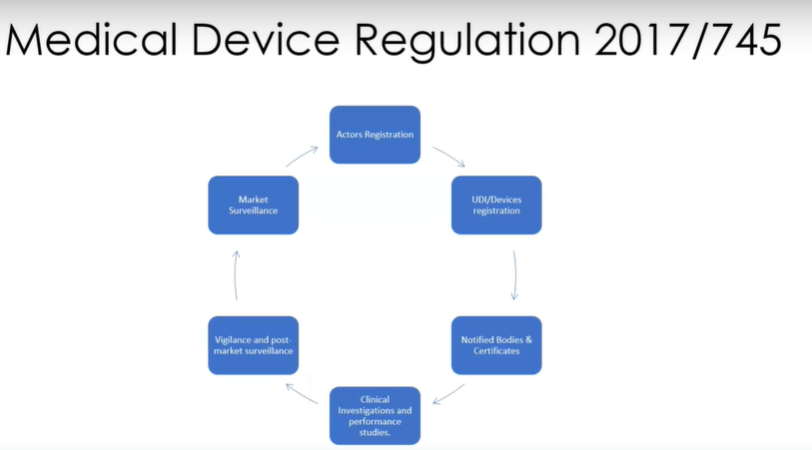 Medical Device Regulation 2017/745
Actors Registration
UDI/Devices
registration
Notified Bodies &
Certificates
Clinical
Investigations and
performance
studies.
Vigilance and post-
market surveillance
Market
Surveillance